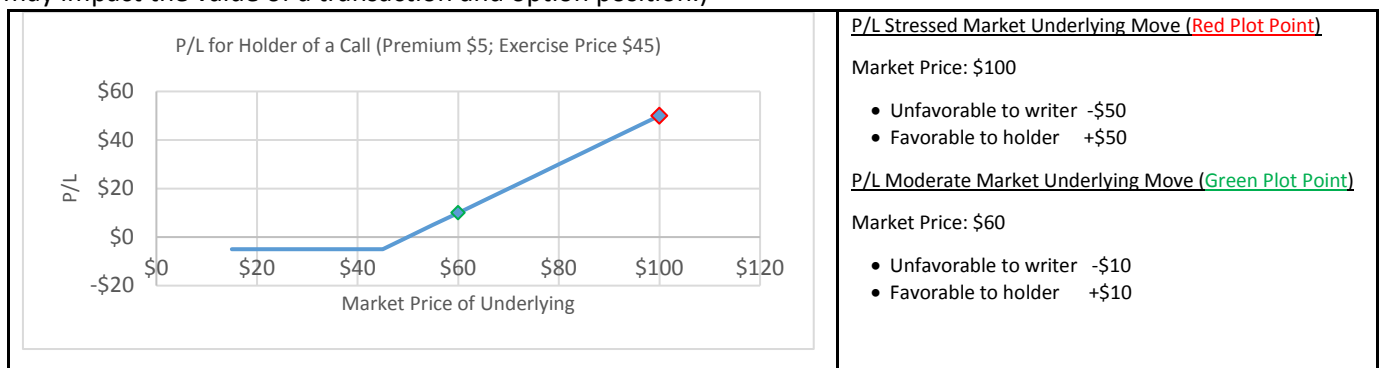 may impact the value of a transaction and option position.)
P/L for Holder of a Call (Premium $5; Exercise Price $45)
$60
$40
$20
$0
-$20
P/L
$0 $20 $40 $60 $80 $100 $120
Market Price of Underlying
P/L Stressed Market Underlying Move (Red Plot Point)
Market Price: $100
• Unfavorable to writer -$50
• Favorable to holder +$50
P/L Moderate Market Underlying Move (Green Plot Point)
Market Price: $60
• Unfavorable to writer -$10
• Favorable to holder +$10